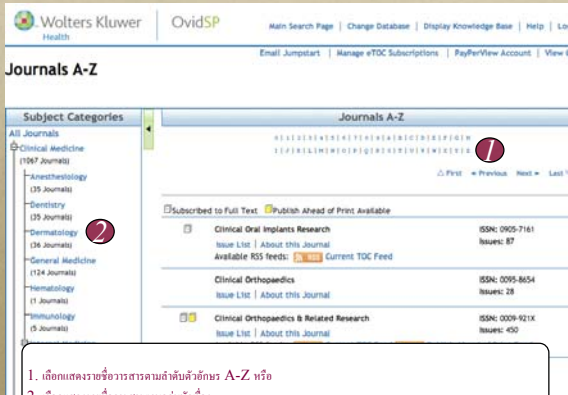 Wolters Kluwer
Health
OvidSP
Main Search Page | Change Database | Display Knowledge Base | Help |
Email Jumpstart | Manage eTOC Subscriptions | PayPerView Account | View
Journals A-Z
Subject Categories
Journals A-Z
All Journals
Clinical Medicine
(1067 Journals)
Anesthesiology
(35 Journals)
Dentistry
(35 Journals)
Dermatology
(36 Journals)
General Medicine
(124 Journals)
Hematology
(1 Journals)
Immunology
(5 Journals)
1
2
First Previous Next Last
Subscribed to Full Text Publish Ahead of Print Available
Clinical Oral Implants Research
ISSN: 0905-7161
Issue List | About this Journal
Issues: 87
Available RSS feeds: RSS Current TOC Feed
Clinical Orthopaedics
ISSN: 0095-8654
Issue List | About this Journal
Issues: 28
Clinical Orthopaedics & Related Research
ISSN: 0009-921X
Issue List | About this Journal
Issues: 450
1. เลือกแสดงรายชื่อวารสารตามลำดับตัวอักษร A-Z หรือ